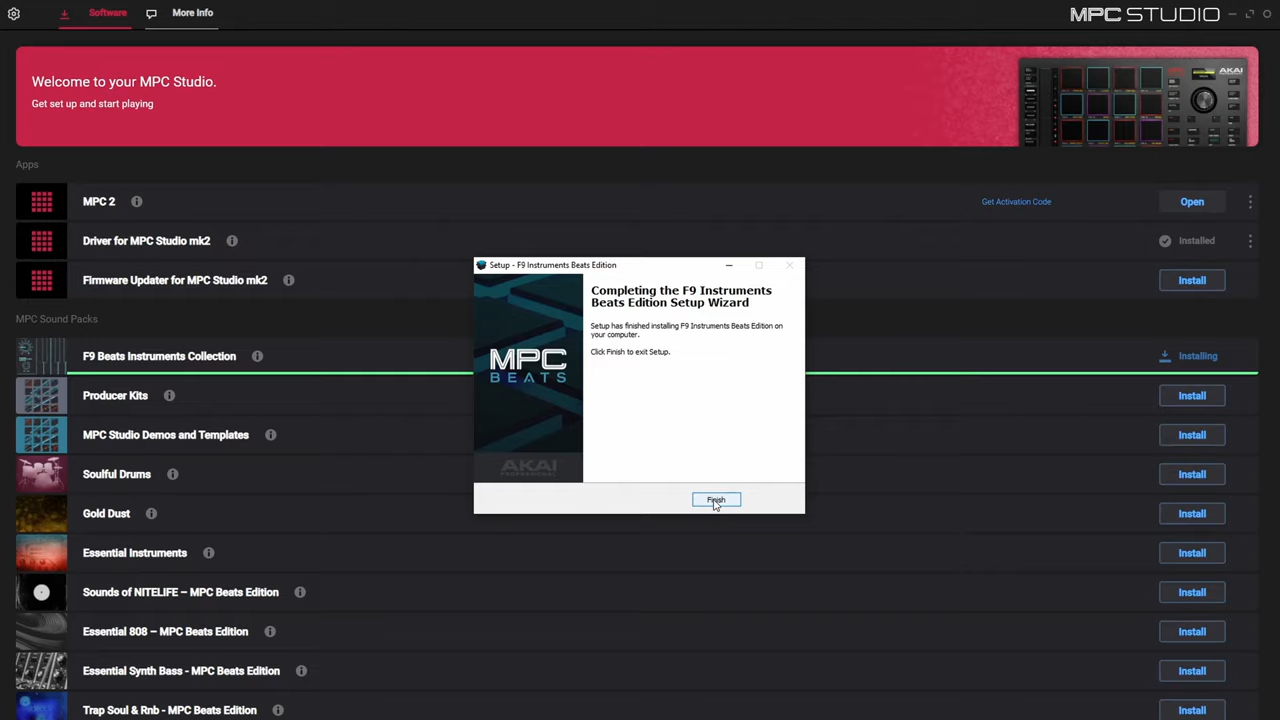 Software
More Info
MPC STUDIO
Welcome to your MPC Studio.
Get set up and start playing
AKAI
Apps
MPC 2
Get Activation Code
Open
Driver for MPC Studio mk2
Installed
Firmware Updater for MPC Studio mk2
Install
MPC Sound Packs
F9 Beats Instruments Collection
Installing
Producer Kits
Install
MPC Studio Demos and Templates
Install
Soulful Drums
Install
Gold Dust
Install
Essential Instruments
Install
Sounds of NITELIFE – MPC Beats Edition
Install
Essential 808 – MPC Beats Edition
Install
Essential Synth Bass - MPC Beats Edition
Install
Trap Soul & Rnb - MPC Beats Edition
Install
Setup - F9 Instruments Beats Edition
Completing the F9 Instruments
Beats Edition Setup Wizard
Setup has finished installing F9 Instruments Beats Edition on
your computer.
Click Finish to exit Setup.
MPC
BEATS
AKAI
PROFESSIONAL
Finish